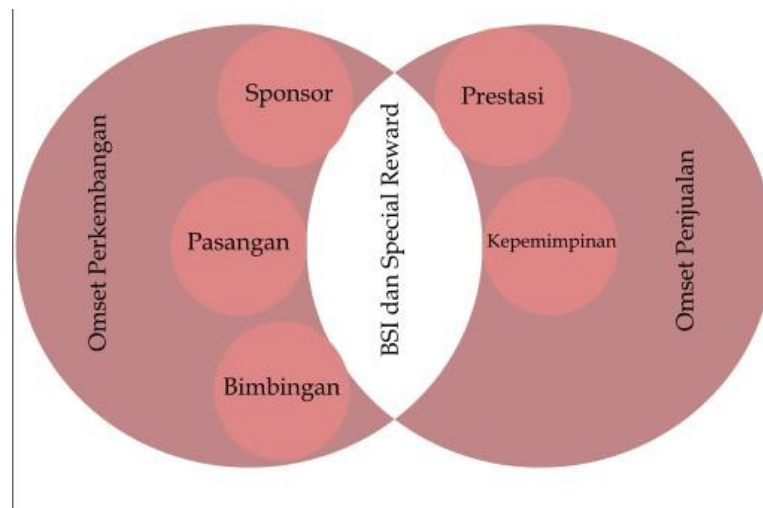 Omset Perkembangan
Sponsor
Pasangan
Bimbingan
BSI dan Special Reward
Prestasi
Kepemimpinan
Omset Penjualan